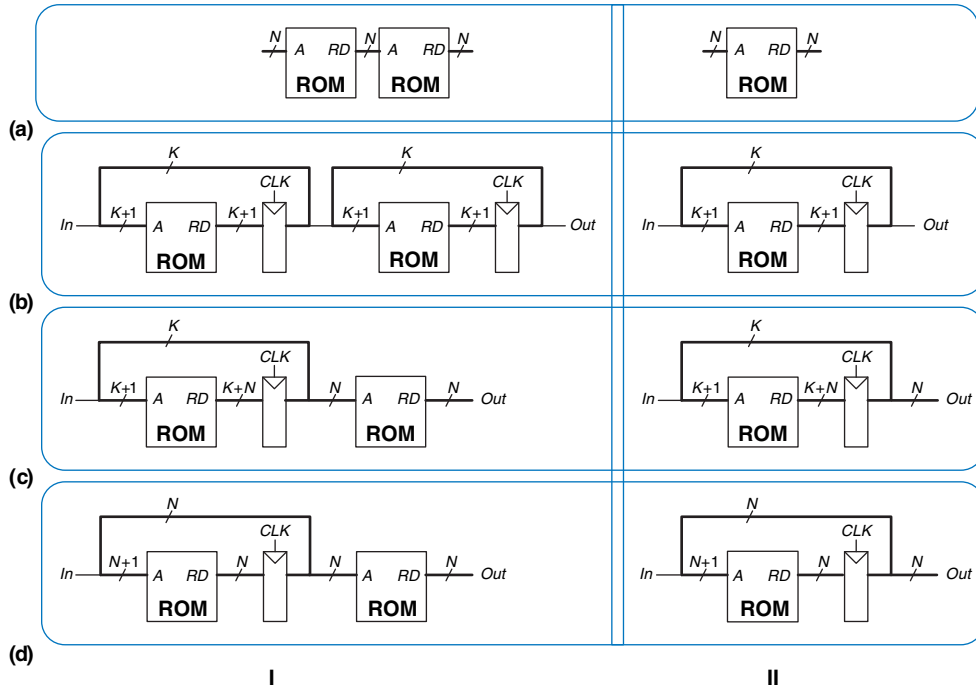 N A RD N A RD N N A RD N
ROM ROM ROM
(a)
K K K
CLK CLK CLK
In K+1 A RD K+1 K+1 A RD K+1 Out In K+1 A RD K+1 Out
ROM ROM ROM
(b)
K K
CLK CLK
In K+1 A RD K+N N A RD N Out In K+1 A RD K+N N Out
ROM ROM ROM
(c)
N N
CLK CLK
In N+1 A RD N N A RD N Out In N+1 A RD N N Out
ROM ROM ROM
(d)
I II